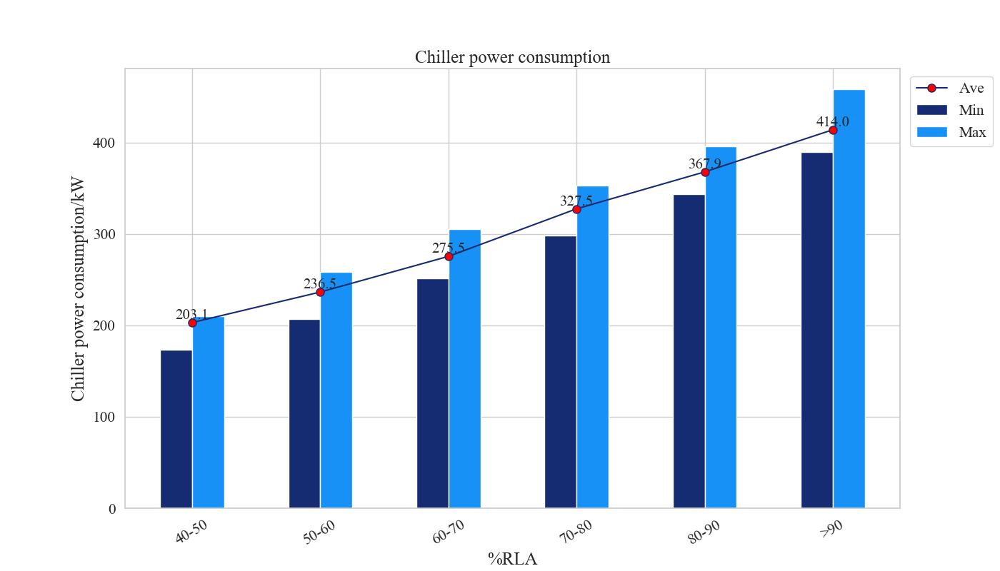 Chiller power consumption
Ave
Min
Max
414.0
367.9
327.5
275.5
236.5
203.1
400
300
200
100
0
Chiller power consumption/kW
40-50
50-60
60-70
70-80
80-90
>90
%RLA